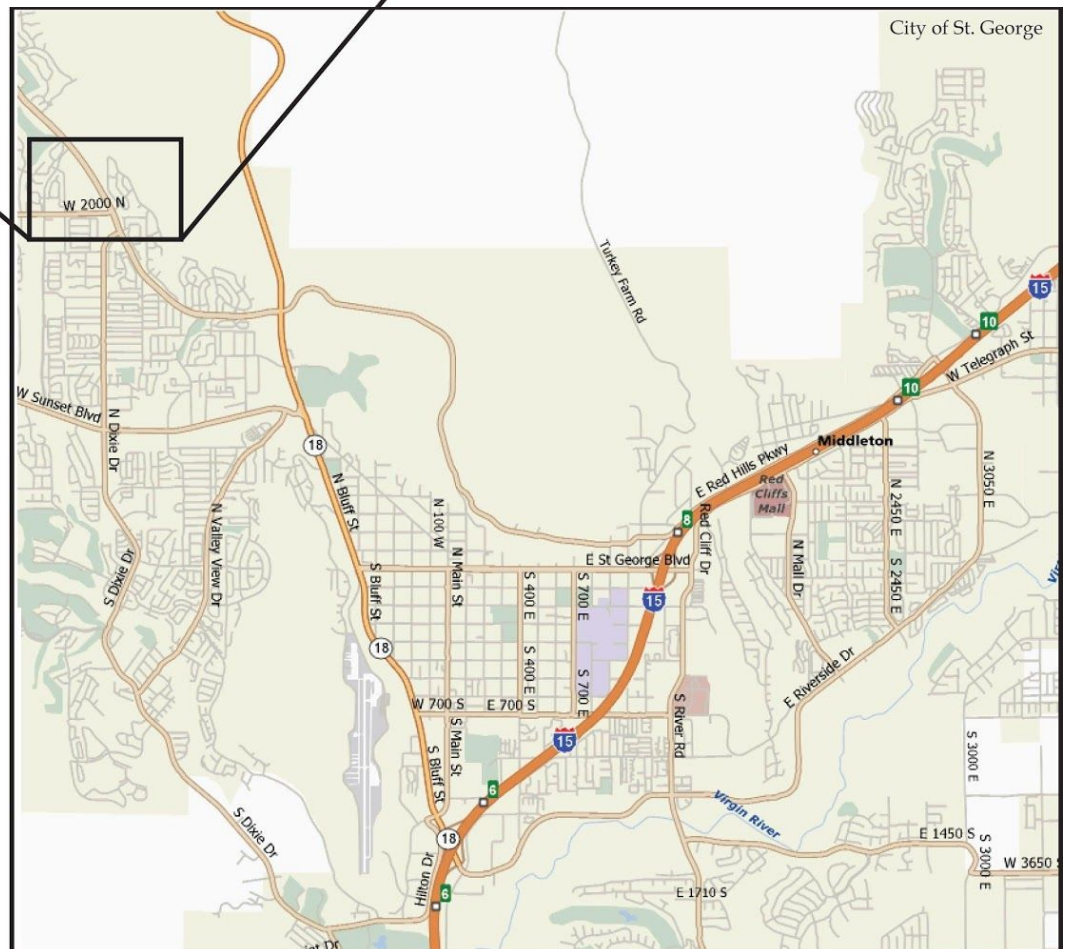 City of St. George
W 2000 N
Turkey Farm Rd
15
10
W Telegraph St
10
W Sunset Blvd
N Dixie Dr
18
Middleton
E Red Hills Pkwy
Red
Cliffs
Mall
N 3050 E
N Bluff St
N 100 W
N Valley View Dr
N 2450 E
8
Red Cliff Dr
N Main St
E St George Blvd
N Mall Dr
S Dixie Dr
S Bluff St
S 400 E
S 700 E
15
S 2450 E
18
S 400 E
S 700 E
E Riverside Dr
W 700 S
E 700 S
S River Rd
S Main St
15
S 3000 E
S Bluff St
6
Virgin River
S Dixie Dr
18
E 1450 S
S 3000 E
W 3650 S
Hilton Dr
6
E 1710 S